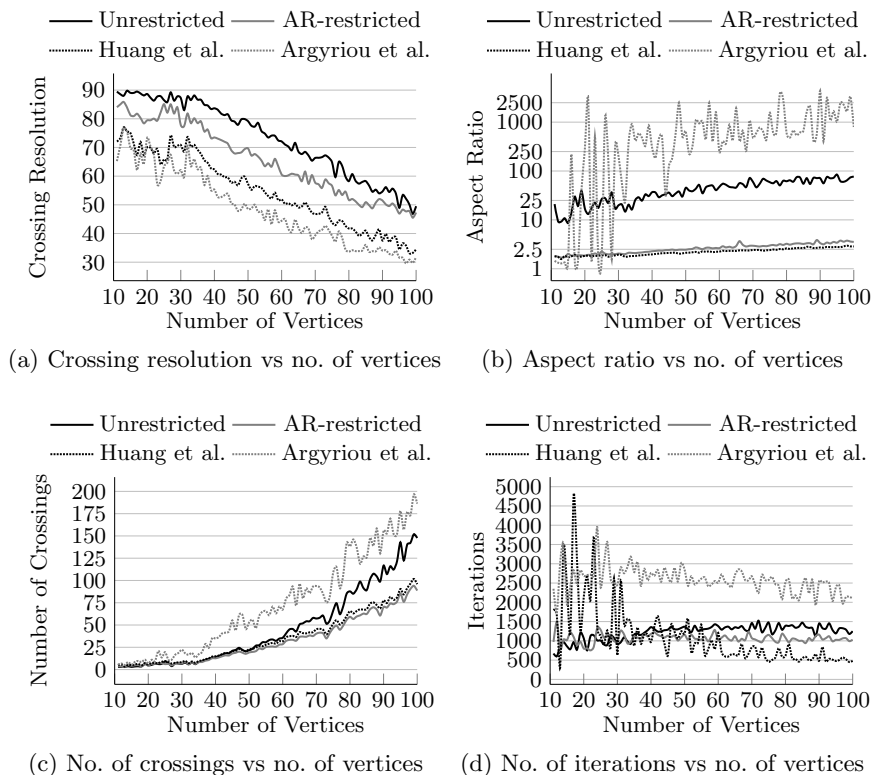 Unrestricted
AR-restricted
Huang et al.
Argyriou et al.
Crossing Resolution
90
80
70
60
50
40
30
10 20 30 40 50 60 70 80 90 100
Number of Vertices
(a) Crossing resolution vs no. of vertices
Unrestricted
AR-restricted
Huang et al.
Argyriou et al.
Aspect Ratio
2500
1000
250
100
25
10
2.5
1
10 20 30 40 50 60 70 80 90 100
Number of Vertices
(b) Aspect ratio vs no. of vertices
Unrestricted
AR-restricted
Huang et al.
Argyriou et al.
Number of Crossings
200
175
150
125
100
75
50
25
0
10 20 30 40 50 60 70 80 90 100
Number of Vertices
(c) No. of crossings vs no. of vertices
Unrestricted
AR-restricted
Huang et al.
Argyriou et al.
Iterations
5000
4500
4000
3500
3000
2500
2000
1500
1000
500
0
10 20 30 40 50 60 70 80 90 100
Number of Vertices
(d) No. of iterations vs no. of vertices